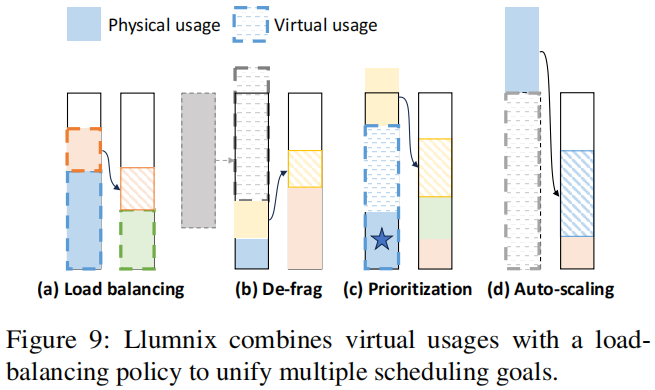 Physical usage
Virtual usage
(a) Load balancing
(b) De-frag
(c) Prioritization
(d) Auto-scaling
Figure 9: Llumnix combines virtual usages with a load-
balancing policy to unify multiple scheduling goals.